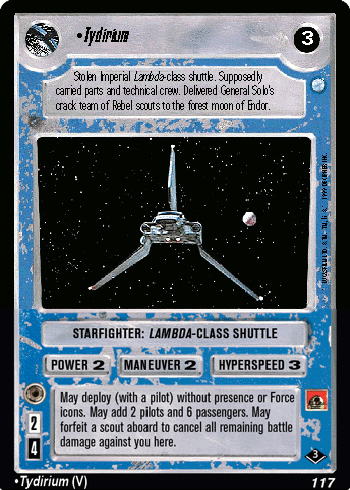 •Tydirium
3
Stolen Imperial Lambda-class shuttle. Supposedly
carried parts and technical crew. Delivered General Solo's
crack team of Rebel scouts to the forest moon of Endor.
STARFIGHTER: LAMBDA-CLASS SHUTTLE
POWER 2
MANEUVER 2
HYPERSPEED 3
May deploy (with a pilot) without presence or Force
icons. May add 2 pilots and 6 passengers. May
forfeit a scout aboard to cancel all remaining battle
damage against you here.
2
4
3
•Tydirium (V)
117